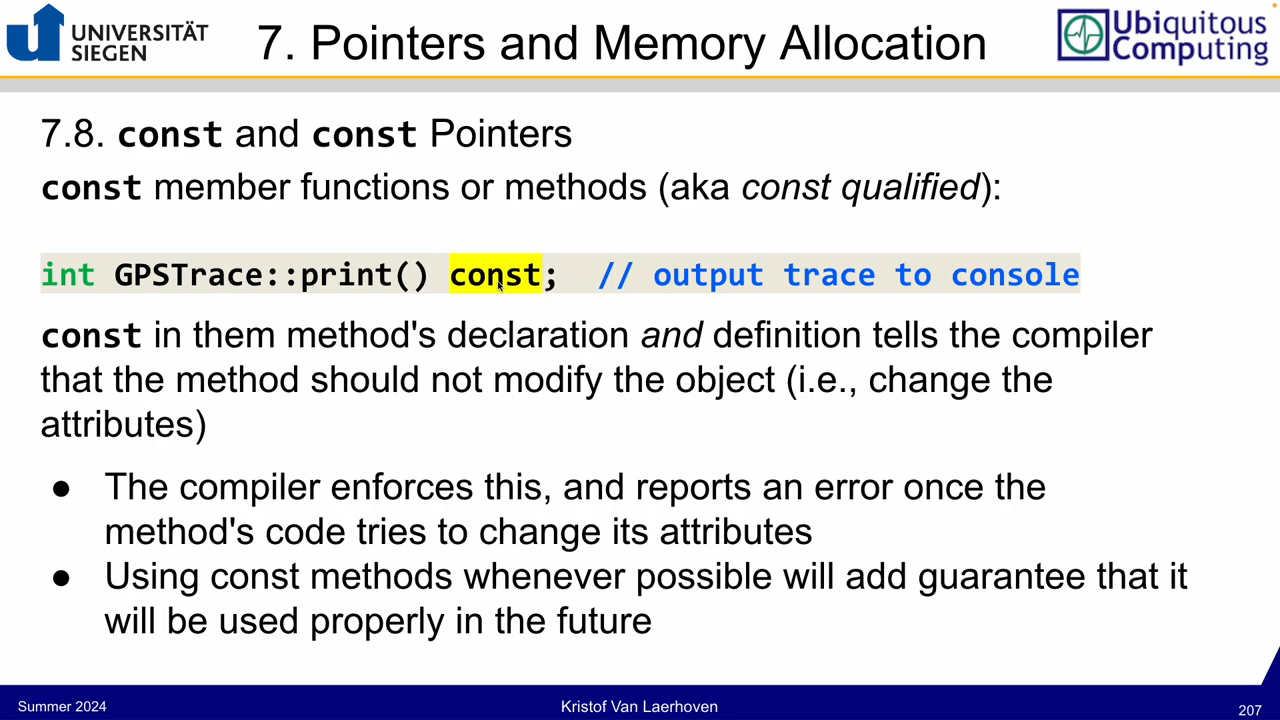 UNIVERSITÄT
SIEGEN
7. Pointers and Memory Allocation
Ubiquitous
Computing
7.8. const and const Pointers
const member functions or methods (aka const qualified):
int GPSTrace::print() const;  // output trace to console
const in them method's declaration and definition tells the compiler
that the method should not modify the object (i.e., change the
attributes)
● The compiler enforces this, and reports an error once the
method's code tries to change its attributes
● Using const methods whenever possible will add guarantee that it
will be used properly in the future
Summer 2024
Kristof Van Laerhoven
207